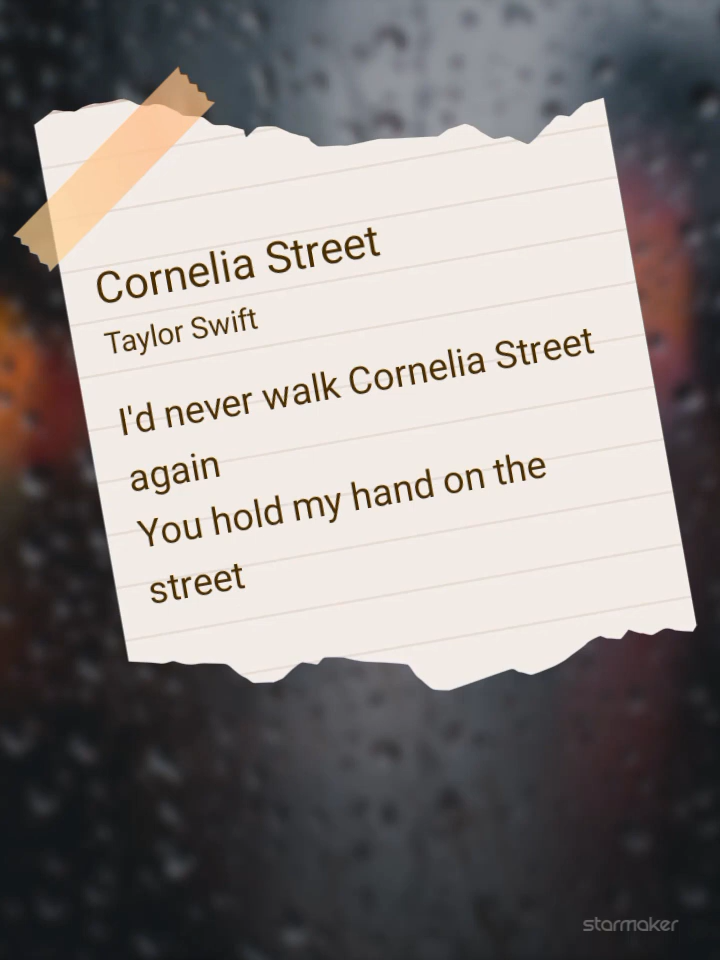 Cornelia Street
Taylor Swift
I'd never walk Cornelia Street
again
You hold my hand on the
street
starmaker